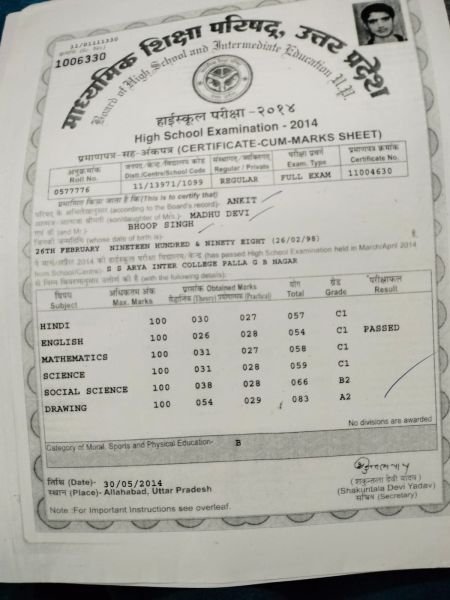 11/01111330
1006330
माध्यमिक शिक्षा परिषद्, उत्तर प्रदेश
Board of High School and Intermediate Education U.P.
हाईस्कूल परीक्षा -२०१४
High School Examination - 2014
प्रमाणपत्र-सह-अंकपत्र (CERTIFICATE-CUM-MARKS SHEET)
अनुक्रमांक जनपद/केन्द्र/विद्यालय कोड संस्थागत/व्यक्तिगत परीक्षा प्रवर्ग प्रमाणपत्र क्रमांक
Roll No. Distt./Centre/School Code Regular / Private Exam. Type Certificate No.
0577776 11/13971/1099 REGULAR FULL EXAM 11004630
प्रमाणित किया जाता है कि(This is to certify that)
परिषद के अभिलेखानुसार (according to the Board's record)- ANKIT
आत्मज/आत्मजा श्रीमती (son/daughter of M/s.)- MADHU DEVI
एवं श्री (and Mr.)- BHOOP SINGH
जिनकी जन्मतिथि (whose date of birth is)-
26TH FEBRUARY NINETEEN HUNDRED & NINETY EIGHT (26/02/98)
ने मार्च/अप्रैल 2014 की हाईस्कूल परीक्षा विद्यालय/केन्द्र (has passed High School Examination held in March/April 2014
from School/Centre) S S ARYA INTER COLLEGE PALLA G B NAGAR
से निम्न विवरणानुसार उत्तीर्ण की है (with the following details):
विषय अधिकतम अंक प्राप्तांक Obtained Marks योग ग्रेड परीक्षाफल
Subject Max. Marks सैद्धान्तिक (Theory) प्रयोगात्मक (Practical) Total Grade Result
HINDI 100 030 027 057 C1
ENGLISH 100 026 028 054 C1 PASSED
MATHEMATICS 100 031 027 058 C1
SCIENCE 100 031 028 059 C1
SOCIAL SCIENCE 100 038 028 066 B2
DRAWING 100 054 029 083 A2
No divisions are awarded
Category of Moral, Sports and Physical Education- B
तिथि (Date)- 30/05/2014
स्थान (Place)- Allahabad, Uttar Pradesh
(शकुन्तला देवी यादव)
(Shakuntala Devi Yadav)
सचिव (Secretary)
Note :For Important Instructions see overleaf.